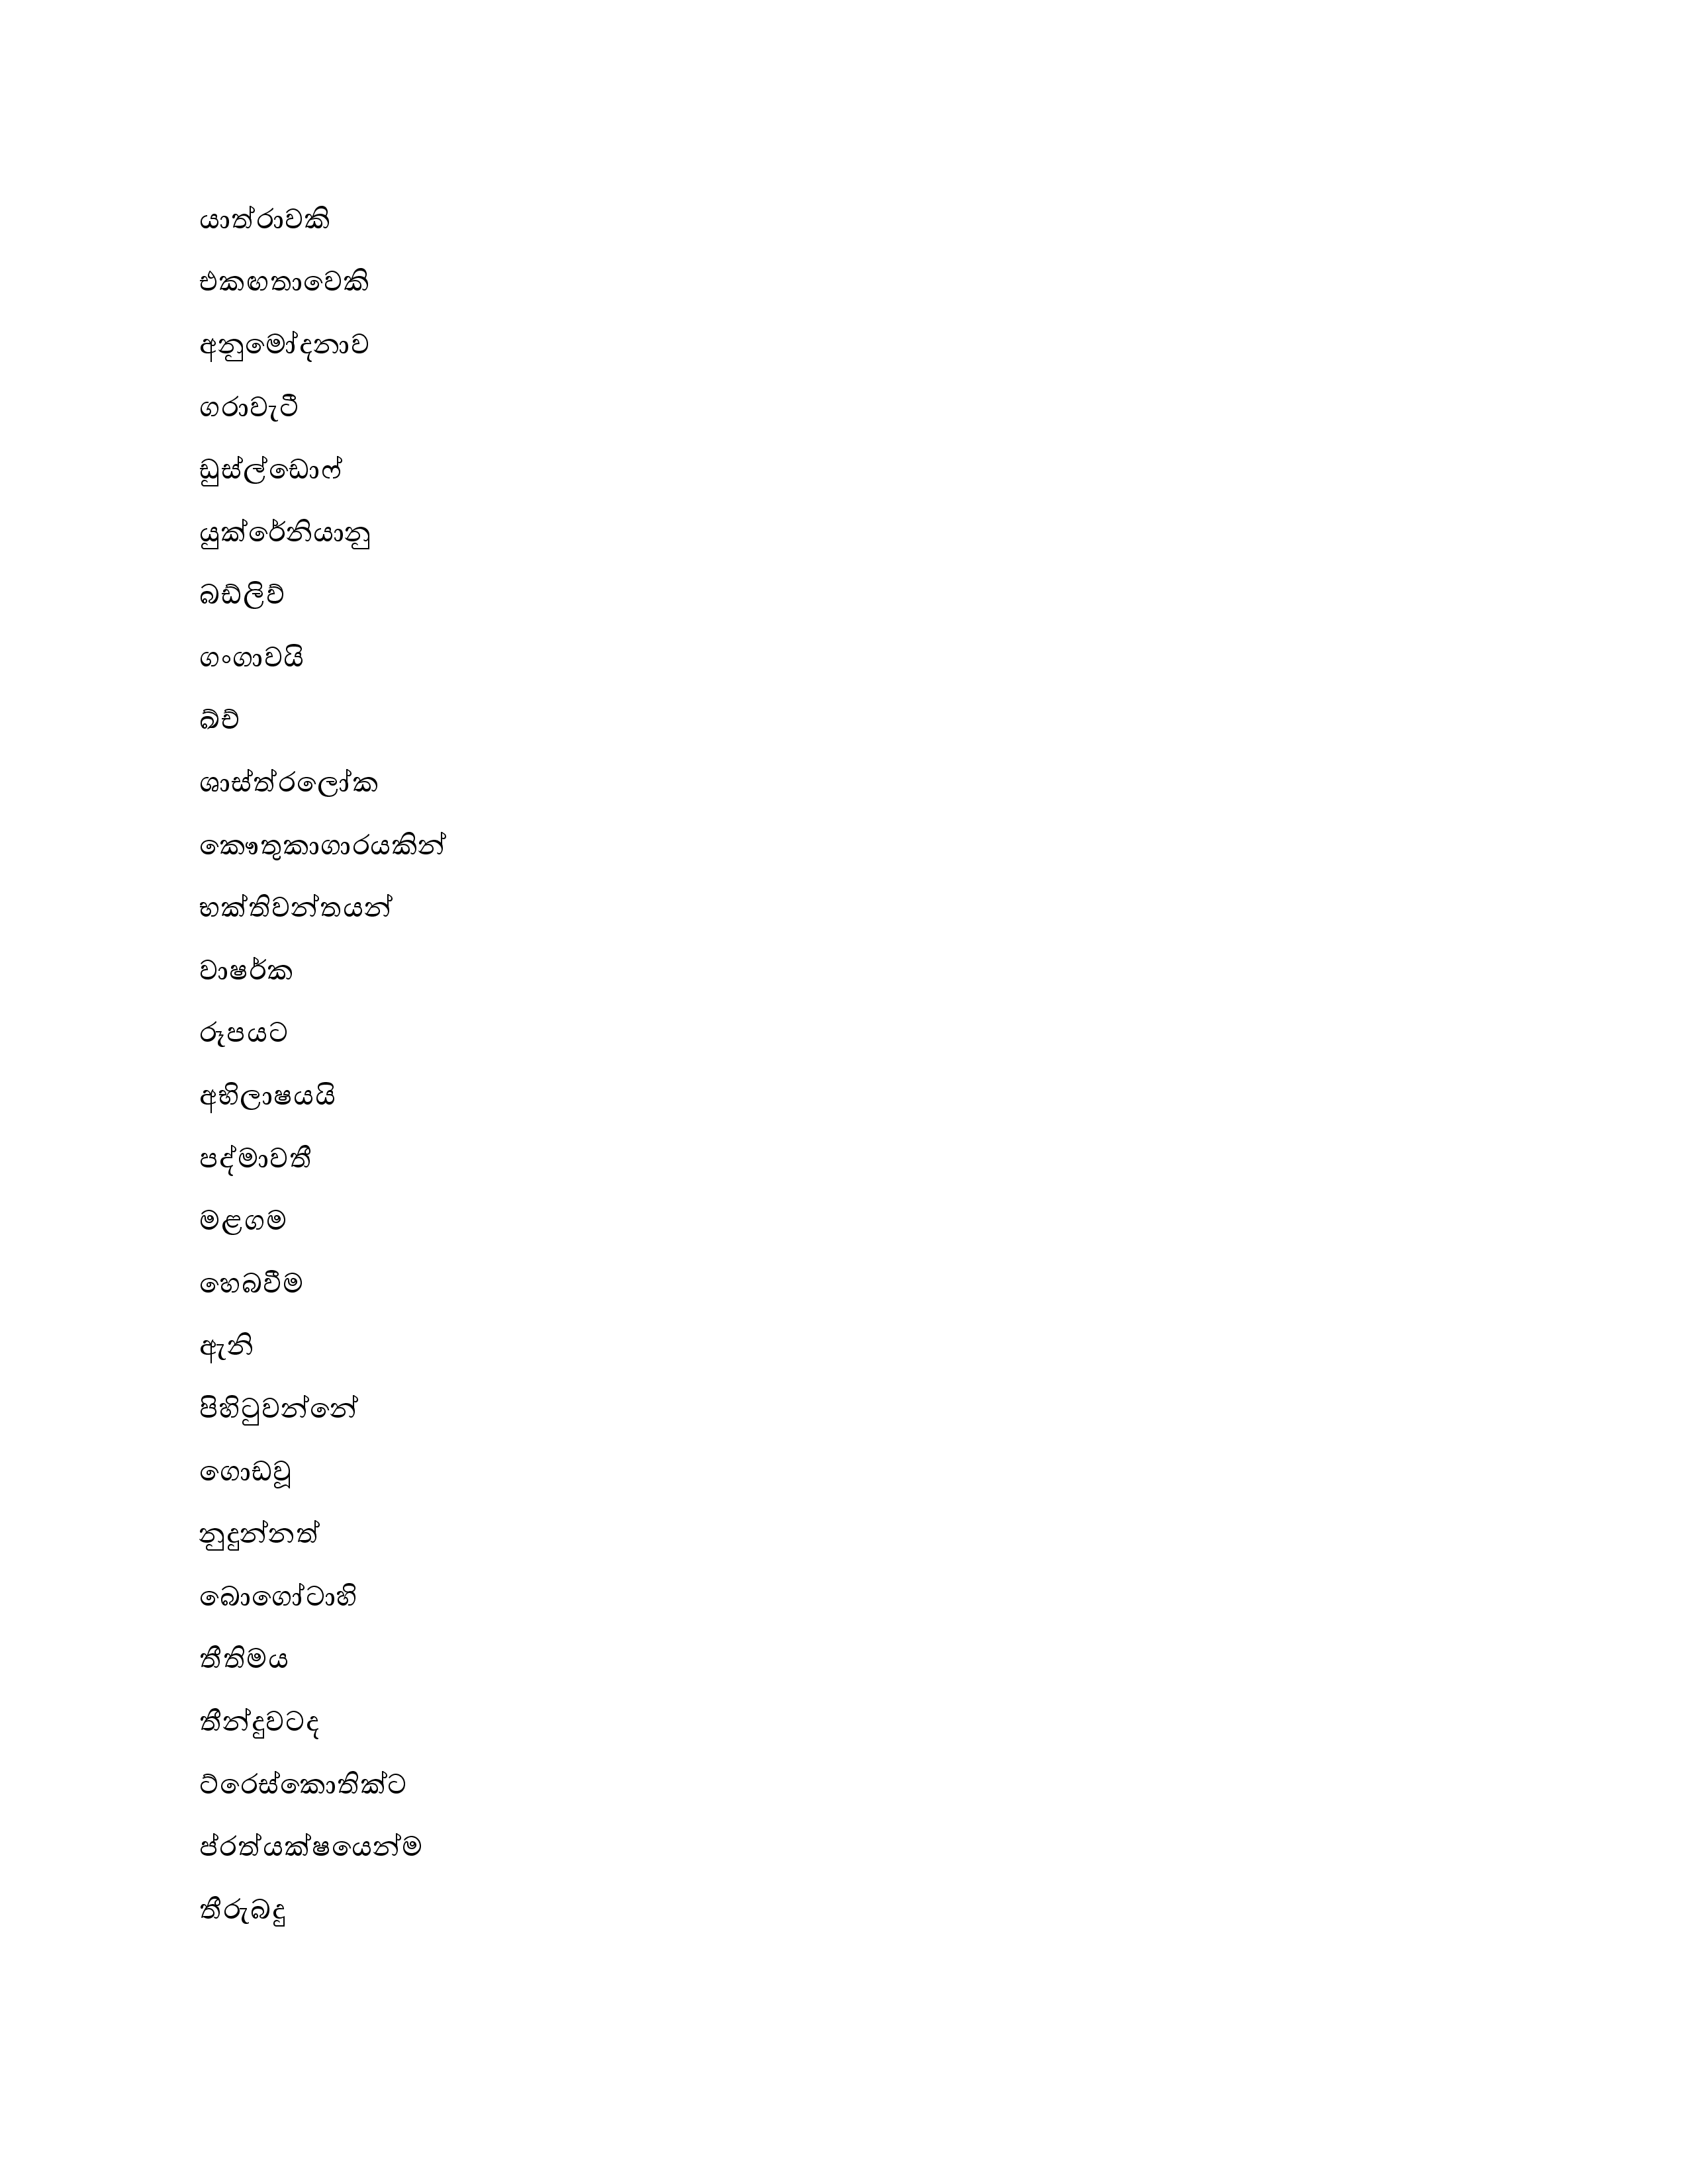 යාත්රාවකි
එකඟතාවෙකි
අනුමෝදනාව
ගරාවැටී
ඩුස්ල්ඩොෆ්
යුක්රේනියානු
බඩ්ලිව්
ගංගාවයි
ඛ්ච්
ශාස්ත්රලෝක
කෞතුකාගාරයකින්
භක්තිවන්තයන්
වාෂර්ක
රූපයට
අභිලාෂයයි
පද්මාවතී
මළගම
හෙබවීම
ඇනි
පිහිටුවන්නේ
ගොඩවූ
නුදුන්නත්
බොගෝටාහි
තීතිමය
තීන්දුවටද
ට්රෙස්කොතික්ට
ප්රත්යක්ෂයෙන්ම
තීරුබදු